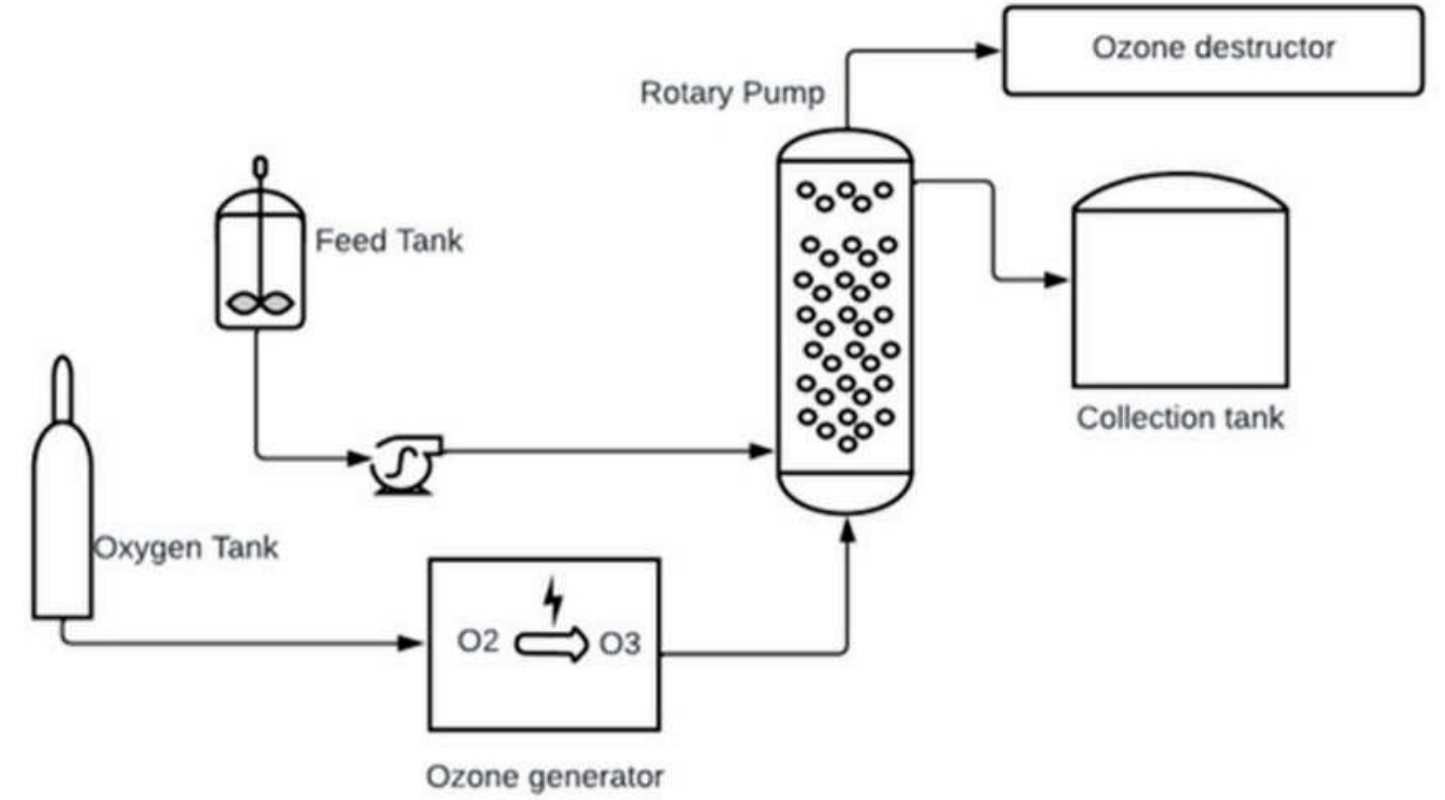 Ozone destructor
Rotary Pump
Feed Tank
Collection tank
Oxygen Tank
O2 O3
Ozone generator